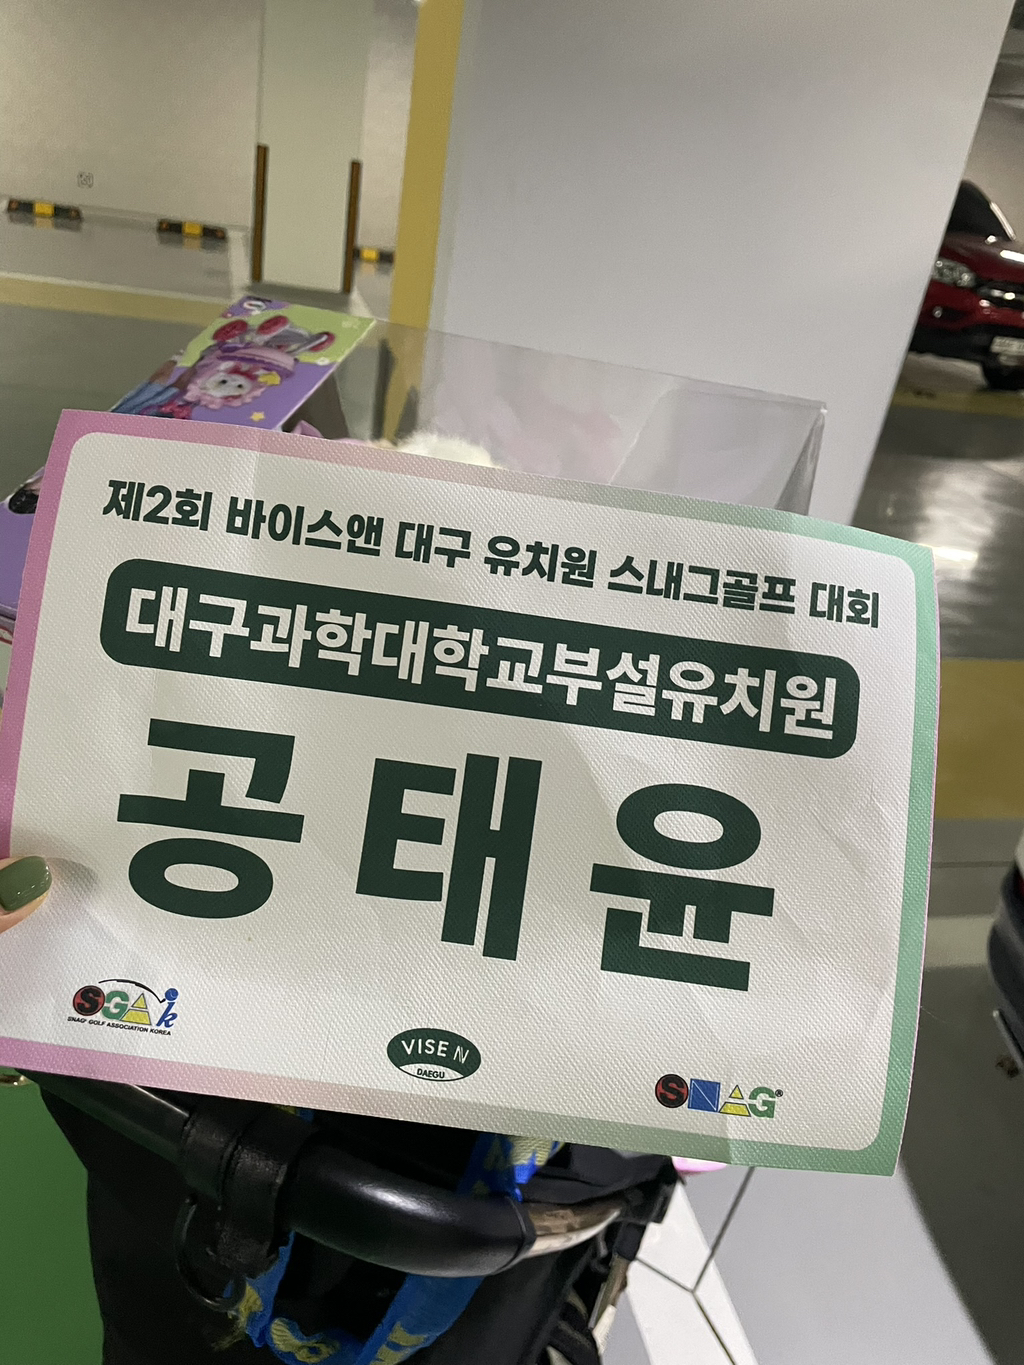 제2회 바이스앤 대구 유치원 스내그골프 대회
대구과학대학교부설유치원
공태윤
SGAK
SNAG GOLF ASSOCIATION KOREA
VISE N
DAEGU
SNAG®